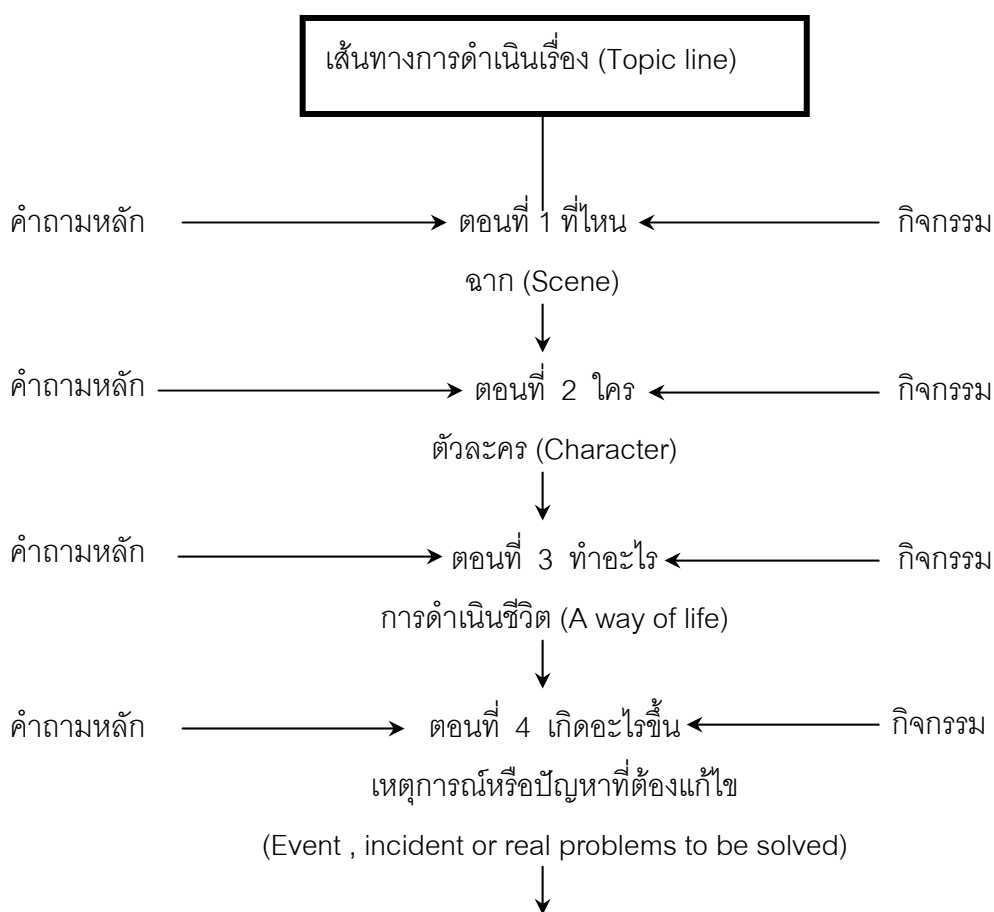 เส้นทางการดำเนินเรื่อง (Topic line)
คำถามหลัก ตอนที่ 1 ที่ไหน กิจกรรม
ฉาก (Scene)
คำถามหลัก ตอนที่ 2 ใคร กิจกรรม
ตัวละคร (Character)
คำถามหลัก ตอนที่ 3 ทำอะไร กิจกรรม
การดำเนินชีวิต (A way of life)
คำถามหลัก ตอนที่ 4 เกิดอะไรขึ้น กิจกรรม
เหตุการณ์หรือปัญหาที่ต้องแก้ไข
(Event , incident or real problems to be solved)